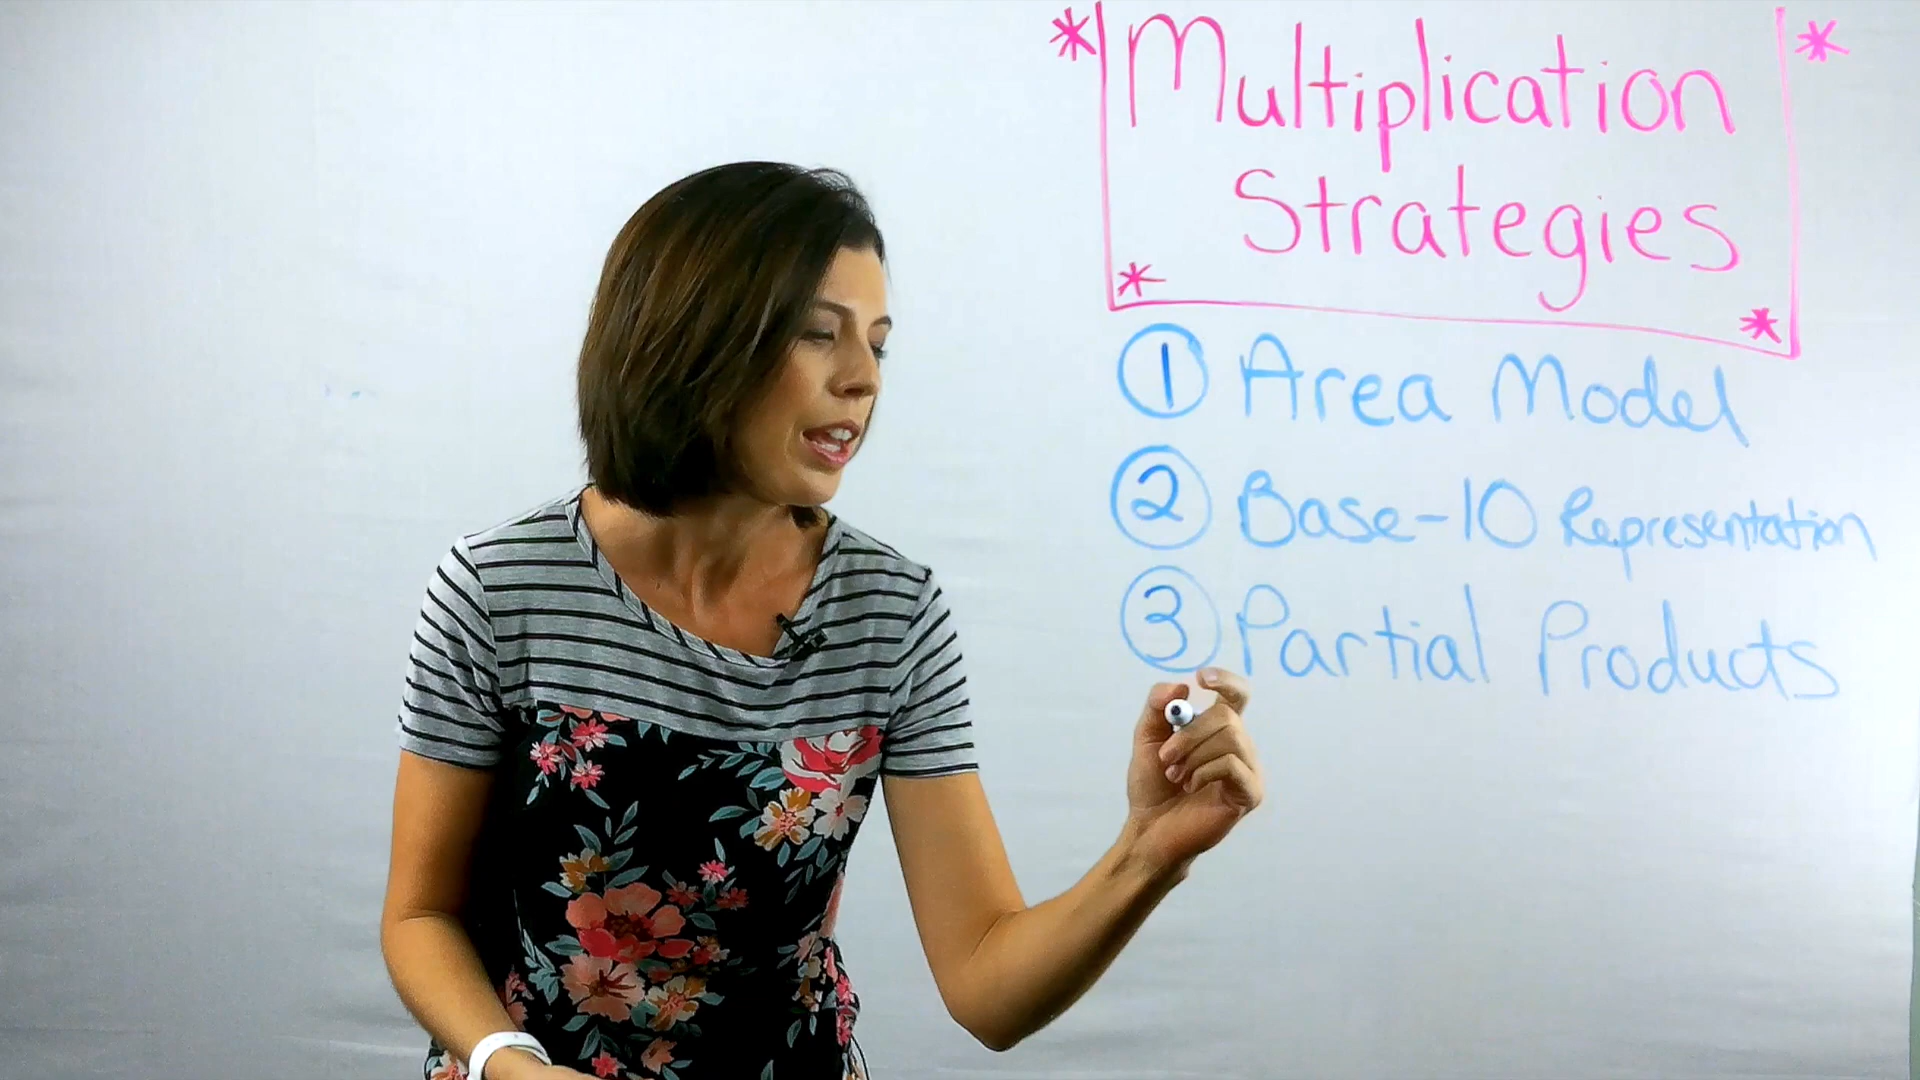 * Multiplication *
Strategies
* *
① Area Model
② Base-10 Representation
③ Partial Products